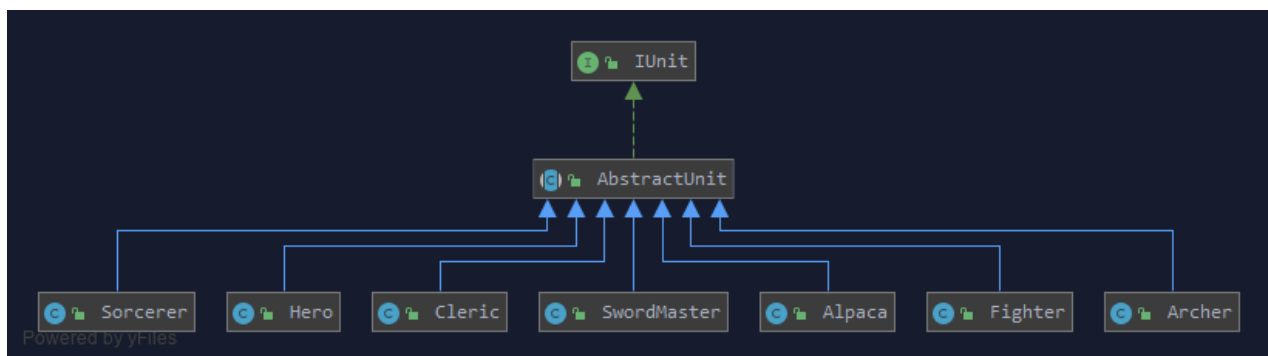 IUnit
AbstractUnit
Sorcerer
Hero
Cleric
SwordMaster
Alpaca
Fighter
Archer
Powered by yFiles